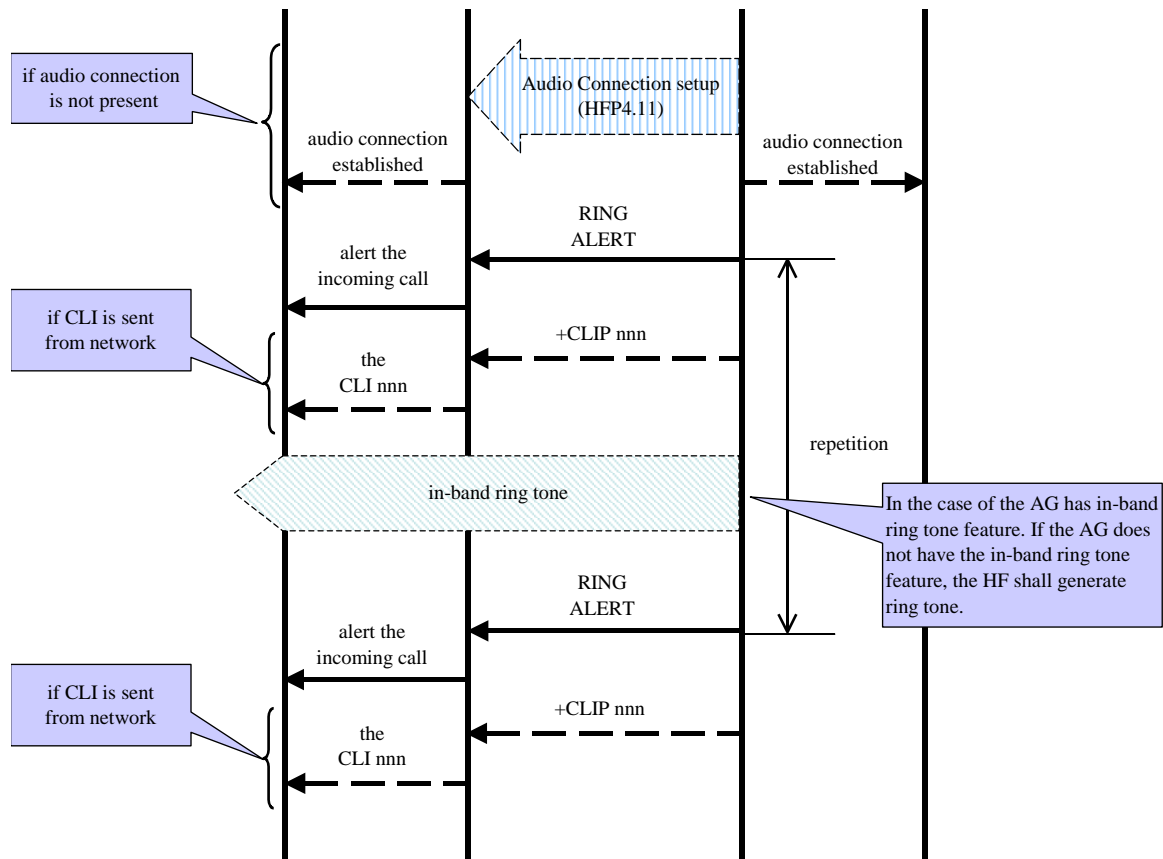 if audio connection
is not present
Audio Connection setup
(HFP4.11)
audio connection
established
audio connection
established
RING
ALERT
alert the
incoming call
if CLI is sent
from network
+CLIP nnn
the
CLI nnn
repetition
in-band ring tone
In the case of the AG has in-band
ring tone feature. If the AG does
not have the in-band ring tone
feature, the HF shall generate
ring tone.
RING
ALERT
alert the
incoming call
if CLI is sent
from network
+CLIP nnn
the
CLI nnn